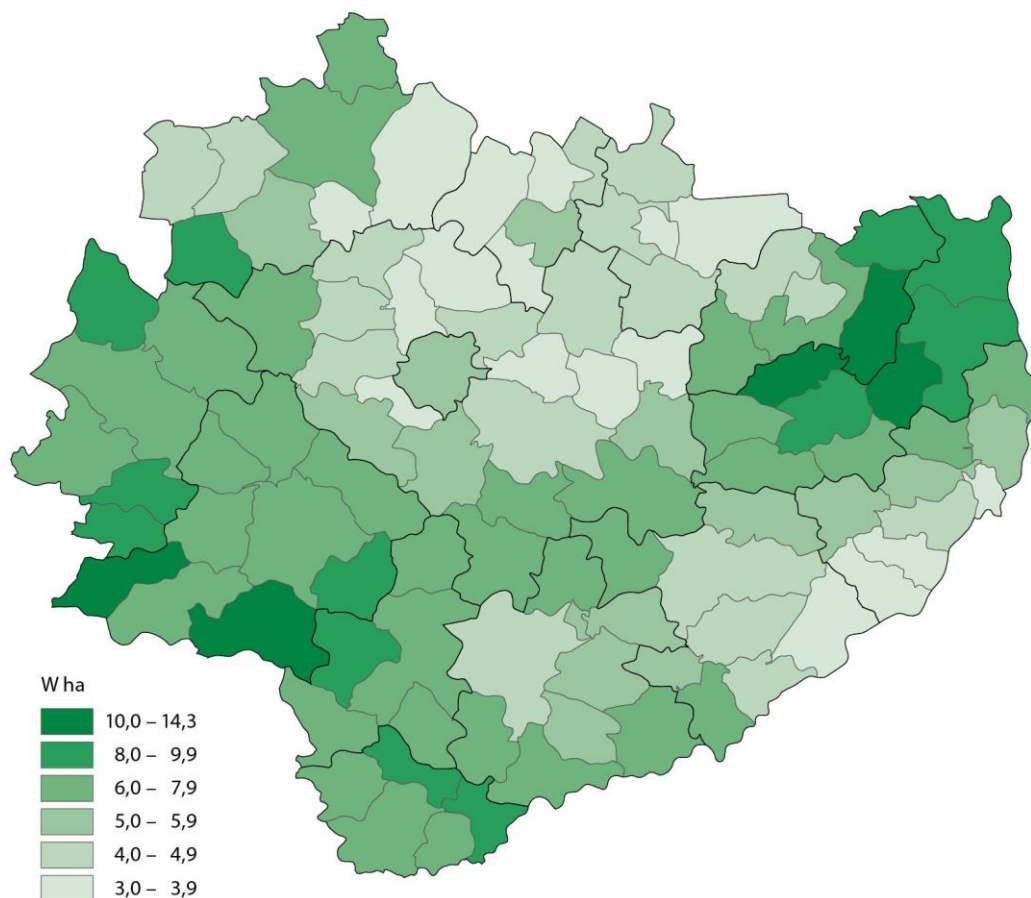 W ha
10,0 – 14,3
8,0 – 9,9
6,0 – 7,9
5,0 – 5,9
4,0 – 4,9
3,0 – 3,9